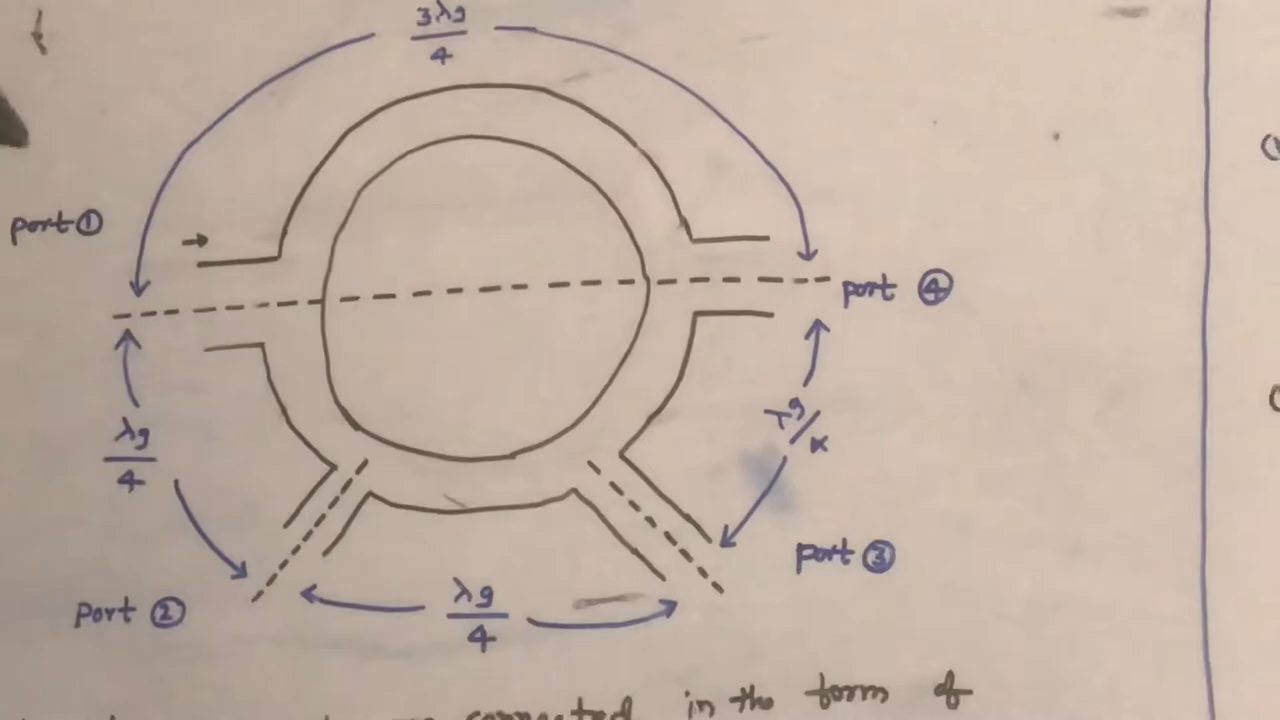 3λg/4
port ①
port ④
λg/4
λg/4
port ③
port ②
λg/4
connected in the form of